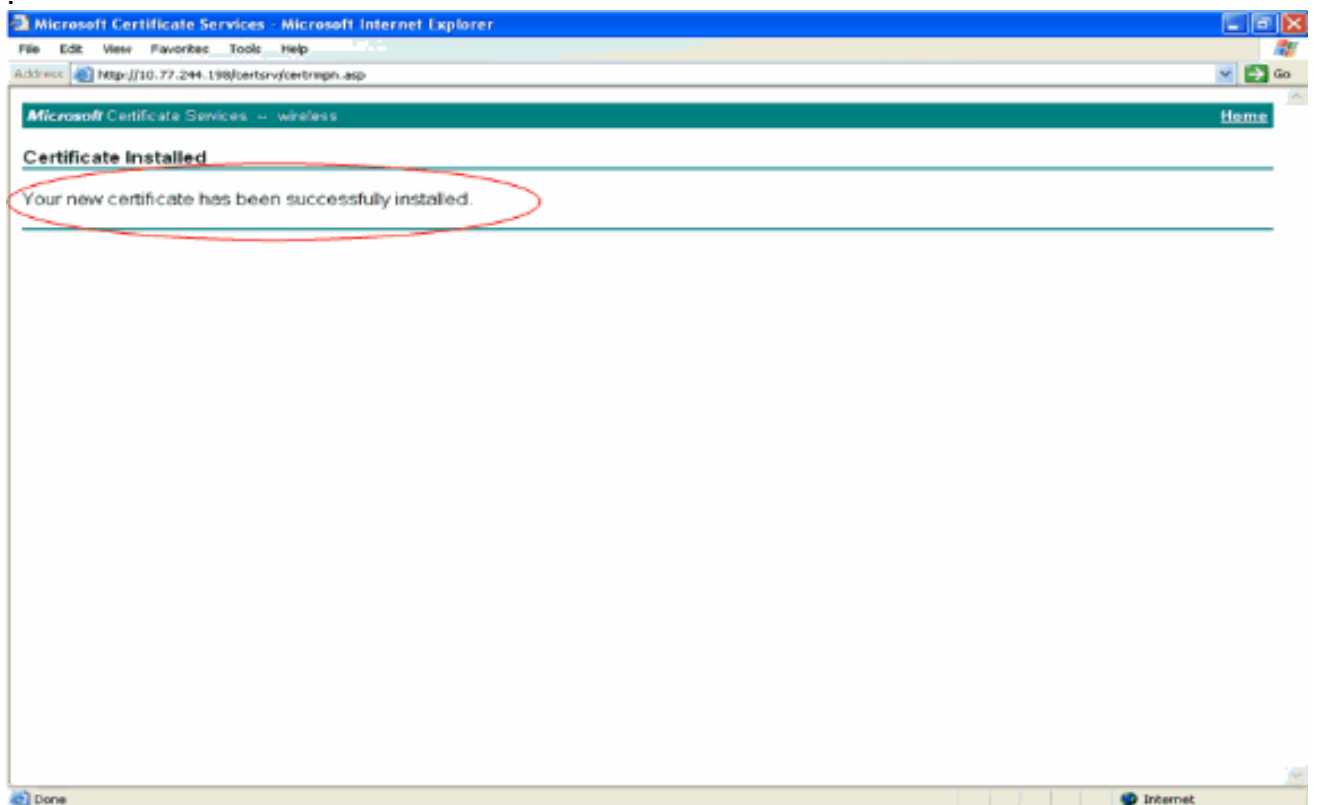 Microsoft Certificate Services - Microsoft Internet Explorer
File Edit View Favorites Tools Help
Address http://10.77.244.198/certsrv/certrmpn.asp Go
Microsoft Certificate Services -- wireless Home
Certificate Installed
Your new certificate has been successfully installed.
Done Internet